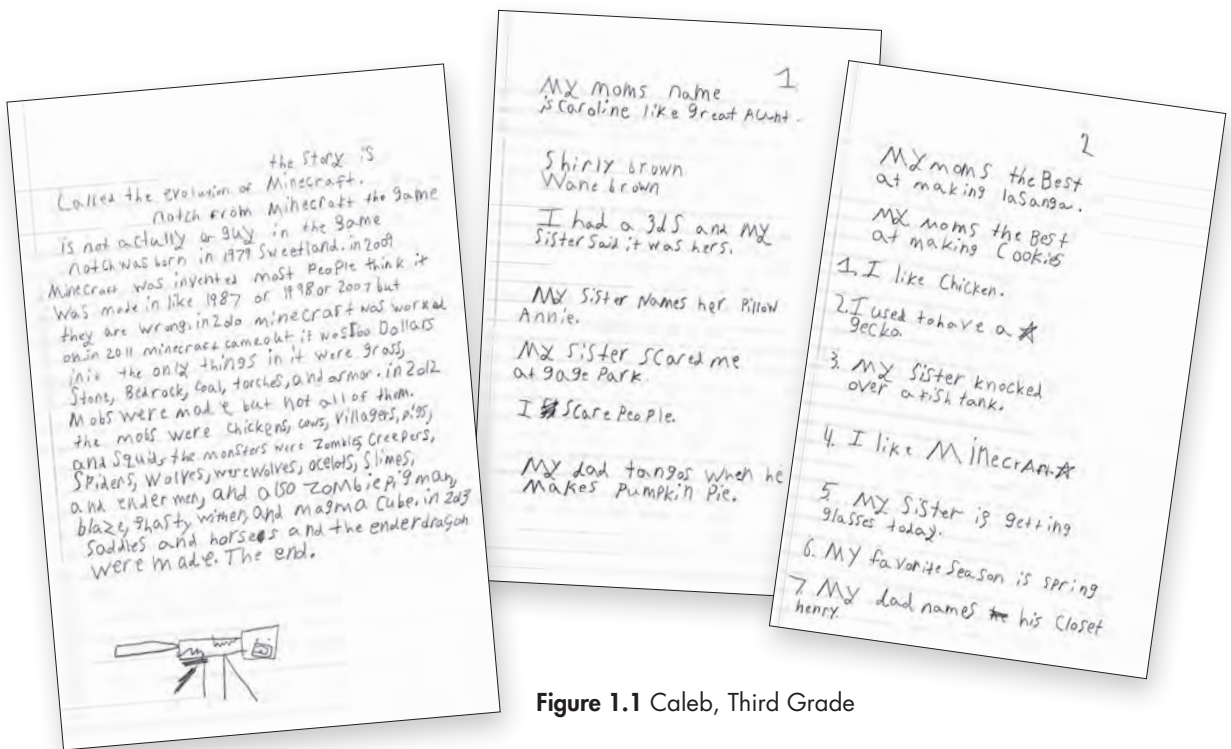 the Story is
Called the evolution of Minecraft.
notch from Minecraft the game
is not actully a guy in the game
notch was born in 1979 Sweetland. in 2009
Minecraft was invented most People think it
was made in like 1987 or 1998 or 2007 but
they are wrong. in 2010 minecraft was worked
on. in 2011 minecraft came out it was Dollars
init the only things in it were grass,
Stone, Bedrock, Coal, torches, and armor. in 2012
Mobs were made but not all of them.
the mobs were Chickens, cows, Villagers, pigs,
and Squids the monsters were Zombies Creepers,
Spiders, Wolves, werewolves, ocelots, Slimes,
and endermen, and also ZOMbie pig man,
blaze, ghasty wither, and magma Cube. in 2013
Saddles and horses and the enderdragon
were made. The end.
1
My moms name
is Caroline like great Aunt.
Shirly brown
Wane brown
I had a 3dS and My
Sister Said it was hers.
My Sister Names her Pillow
Annie.
My Sister Scared me
at gage Park.
I Scare People.
My dad tangos when he
Makes Pumpkin Pie.
2
My moms the Best
at making lasanga.
My moms the Best
at making Cookies
1. I like Chicken.
2. I used to have a
gecko.
3. My Sister knocked
over a fish tank.
4. I like Minecraft
5. My Sister is getting
glasses today.
6. My favorite Season is spring
7. My dad names his Closet
henry.
Figure 1.1 Caleb, Third Grade